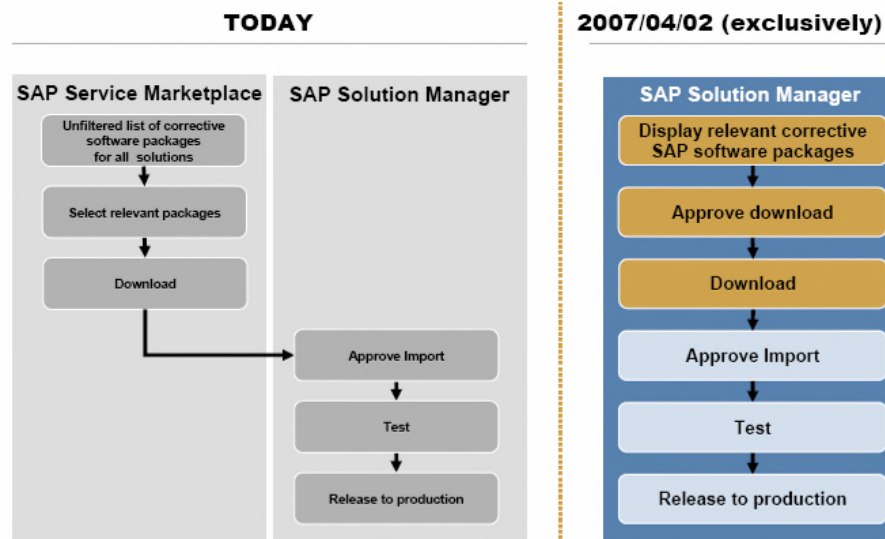 TODAY
2007/04/02 (exclusively)
SAP Service Marketplace
Unfiltered list of corrective
software packages
for all solutions
Select relevant packages
Download
SAP Solution Manager
Approve Import
Test
Release to production
SAP Solution Manager
Display relevant corrective
SAP software packages
Approve download
Download
Approve Import
Test
Release to production